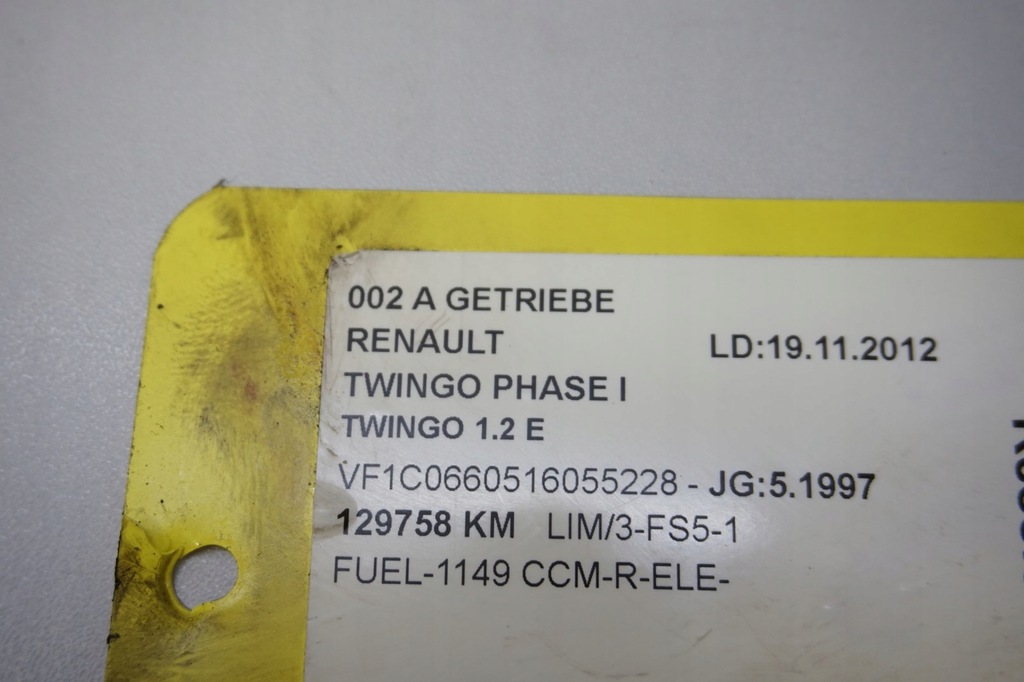 002 A GETRIEBE
RENAULT LD:19.11.2012
TWINGO PHASE I
TWINGO 1.2 E
VF1C0660516055228 - JG:5.1997
129758 KM LIM/3-FS5-1
FUEL-1149 CCM-R-ELE-